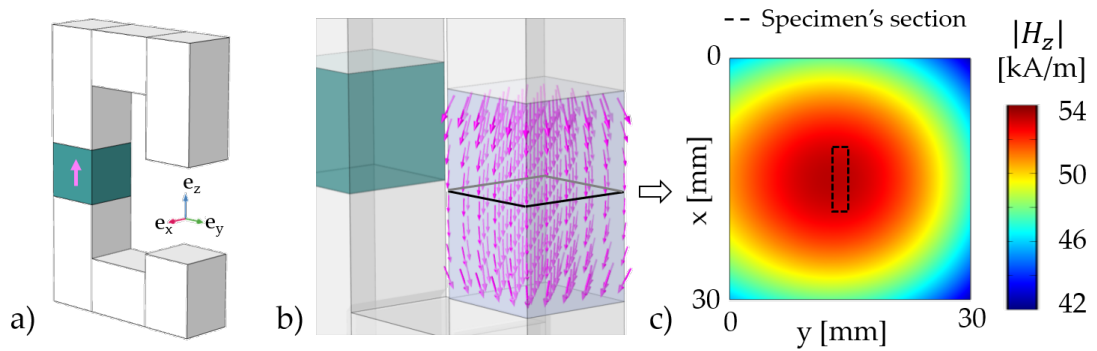 a)
e_z
e_x
e_y
b)
c)
Specimen's section
|H_z|
[kA/m]
0
x [mm]
30
0
y [mm]
30
54
50
46
42